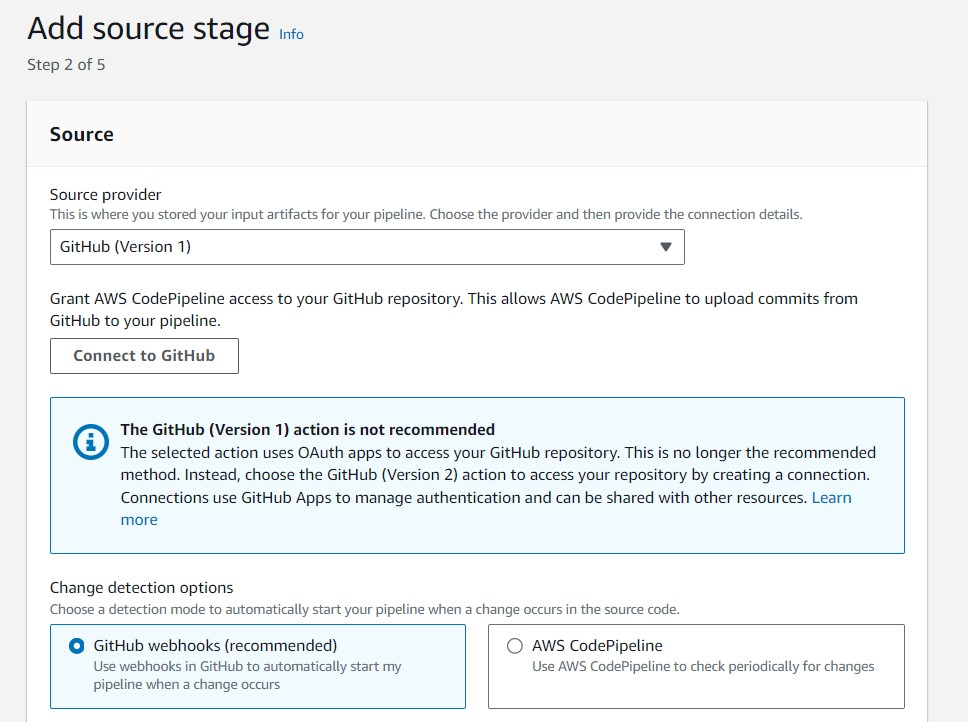 Add source stage Info
Step 2 of 5
Source
Source provider
This is where you stored your input artifacts for your pipeline. Choose the provider and then provide the connection details.
GitHub (Version 1)
Grant AWS CodePipeline access to your GitHub repository. This allows AWS CodePipeline to upload commits from
GitHub to your pipeline.
Connect to GitHub
The GitHub (Version 1) action is not recommended
The selected action uses OAuth apps to access your GitHub repository. This is no longer the recommended
method. Instead, choose the GitHub (Version 2) action to access your repository by creating a connection.
Connections use GitHub Apps to manage authentication and can be shared with other resources. Learn
more
Change detection options
Choose a detection mode to automatically start your pipeline when a change occurs in the source code.
GitHub webhooks (recommended)
Use webhooks in GitHub to automatically start my
pipeline when a change occurs
AWS CodePipeline
Use AWS CodePipeline to check periodically for changes